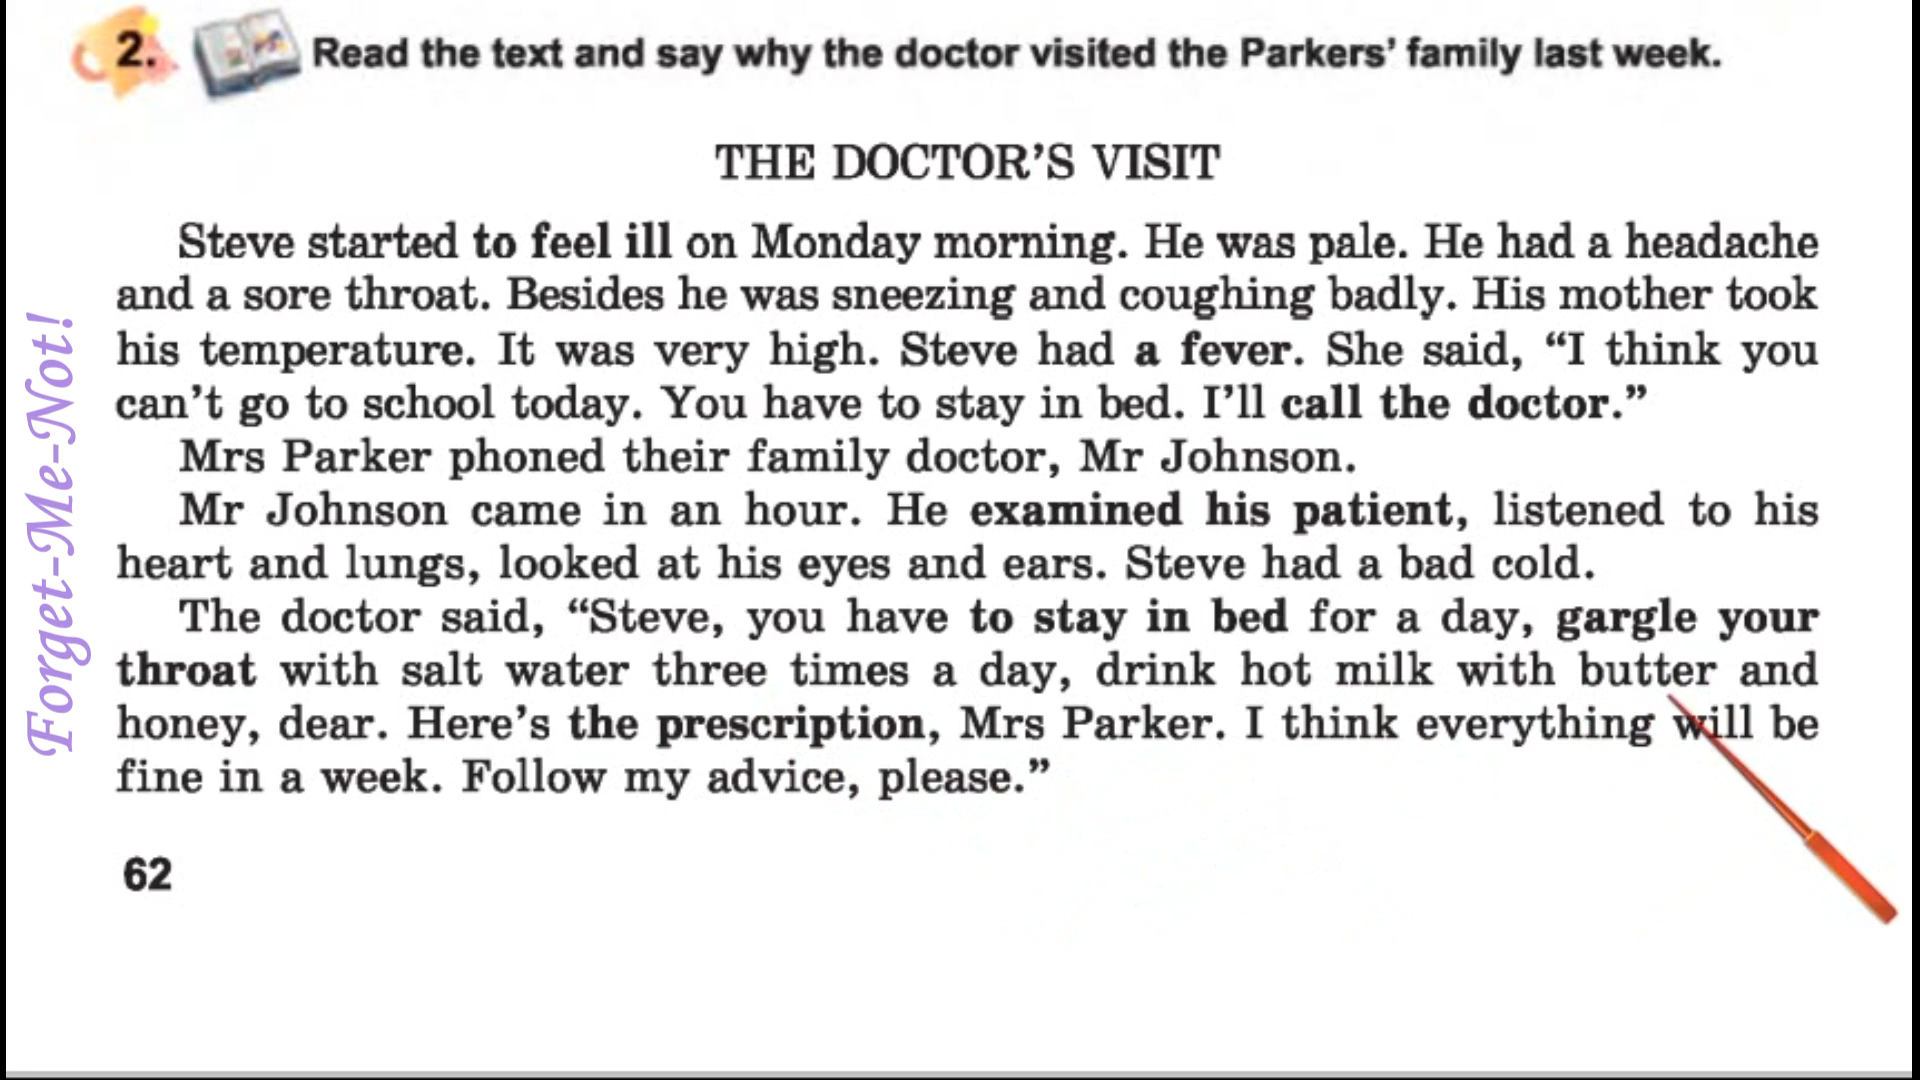 2. Read the text and say why the doctor visited the Parkers’ family last week.
THE DOCTOR’S VISIT
Steve started to feel ill on Monday morning. He was pale. He had a headache
and a sore throat. Besides he was sneezing and coughing badly. His mother took
his temperature. It was very high. Steve had a fever. She said, “I think you
can’t go to school today. You have to stay in bed. I’ll call the doctor.”
Mrs Parker phoned their family doctor, Mr Johnson.
Mr Johnson came in an hour. He examined his patient, listened to his
heart and lungs, looked at his eyes and ears. Steve had a bad cold.
The doctor said, “Steve, you have to stay in bed for a day, gargle your
throat with salt water three times a day, drink hot milk with butter and
honey, dear. Here’s the prescription, Mrs Parker. I think everything will be
fine in a week. Follow my advice, please.”
62
Forget-Me-Not!